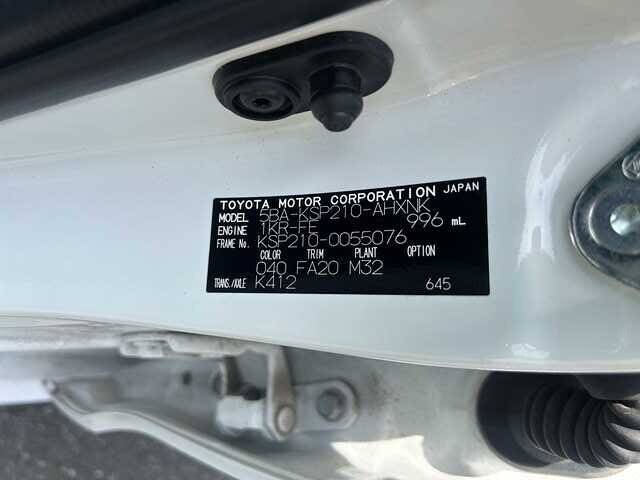 TOYOTA MOTOR CORPORATION JAPAN
MODEL 5BA-KSP210-AHXNK
ENGINE 1KR-FE 996 mL
FRAME No. KSP210-0055076
COLOR TRIM PLANT OPTION
040 FA20 M32
TRANS./AXLE K412 645